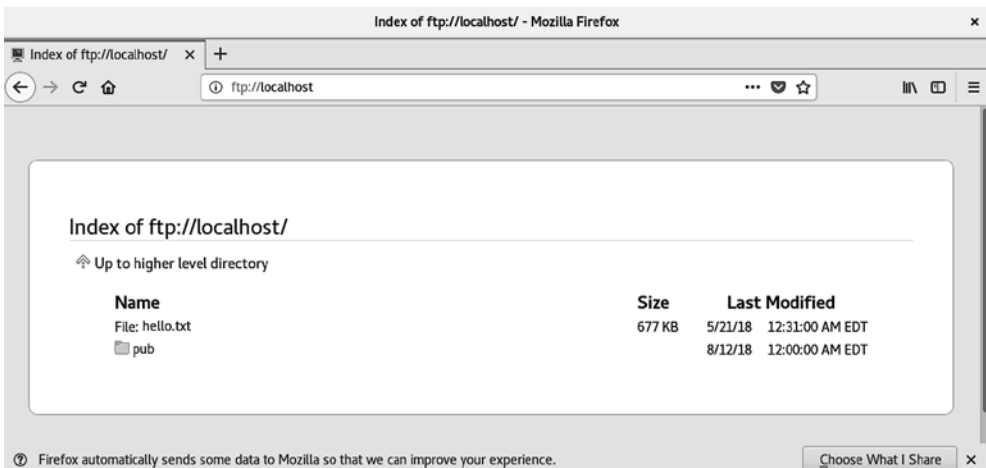 Index of ftp://localhost/ - Mozilla Firefox
Index of ftp://localhost/
ftp://localhost
Index of ftp://localhost/
Up to higher level directory
Name Size Last Modified
File: hello.txt 677 KB 5/21/18 12:31:00 AM EDT
pub 8/12/18 12:00:00 AM EDT
Firefox automatically sends some data to Mozilla so that we can improve your experience. Choose What I Share